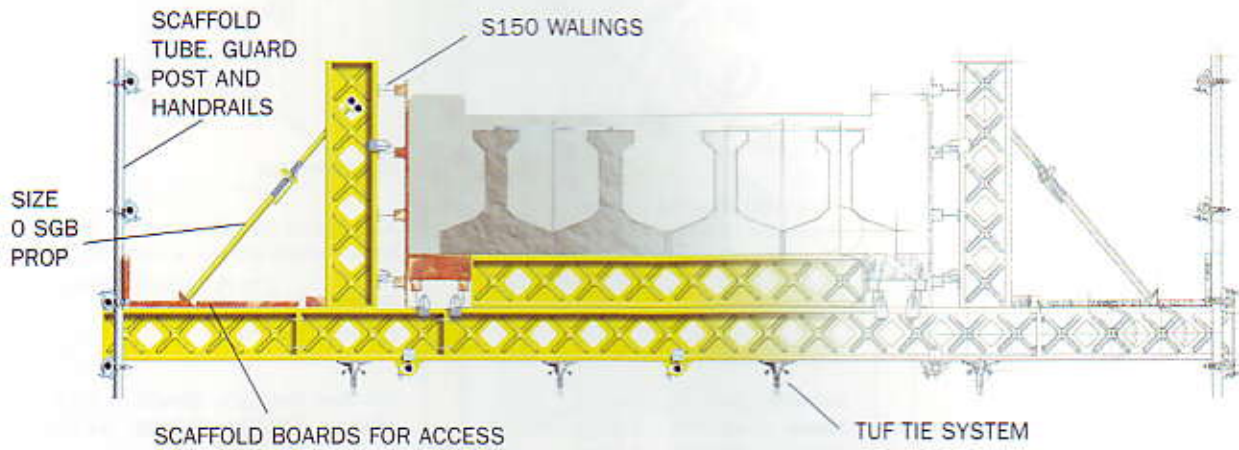 SCAFFOLD
TUBE. GUARD
POST AND
HANDRAILS
S150 WALINGS
SIZE
0 SGB
PROP
SCAFFOLD BOARDS FOR ACCESS
TUF TIE SYSTEM